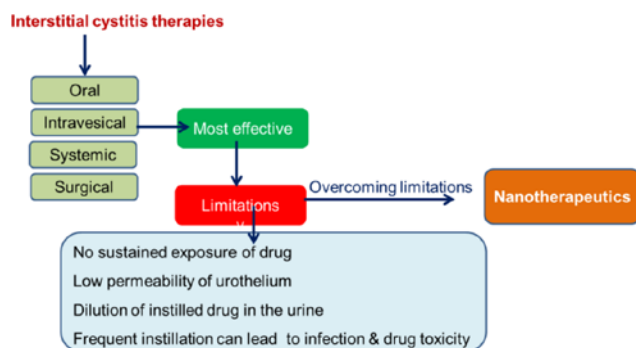 Interstitial cystitis therapies
Oral
Intravesical
Systemic
Surgical
Most effective
Limitations
Overcoming limitations
Nanotherapeutics
No sustained exposure of drug
Low permeability of urothelium
Dilution of instilled drug in the urine
Frequent instillation can lead to infection & drug toxicity